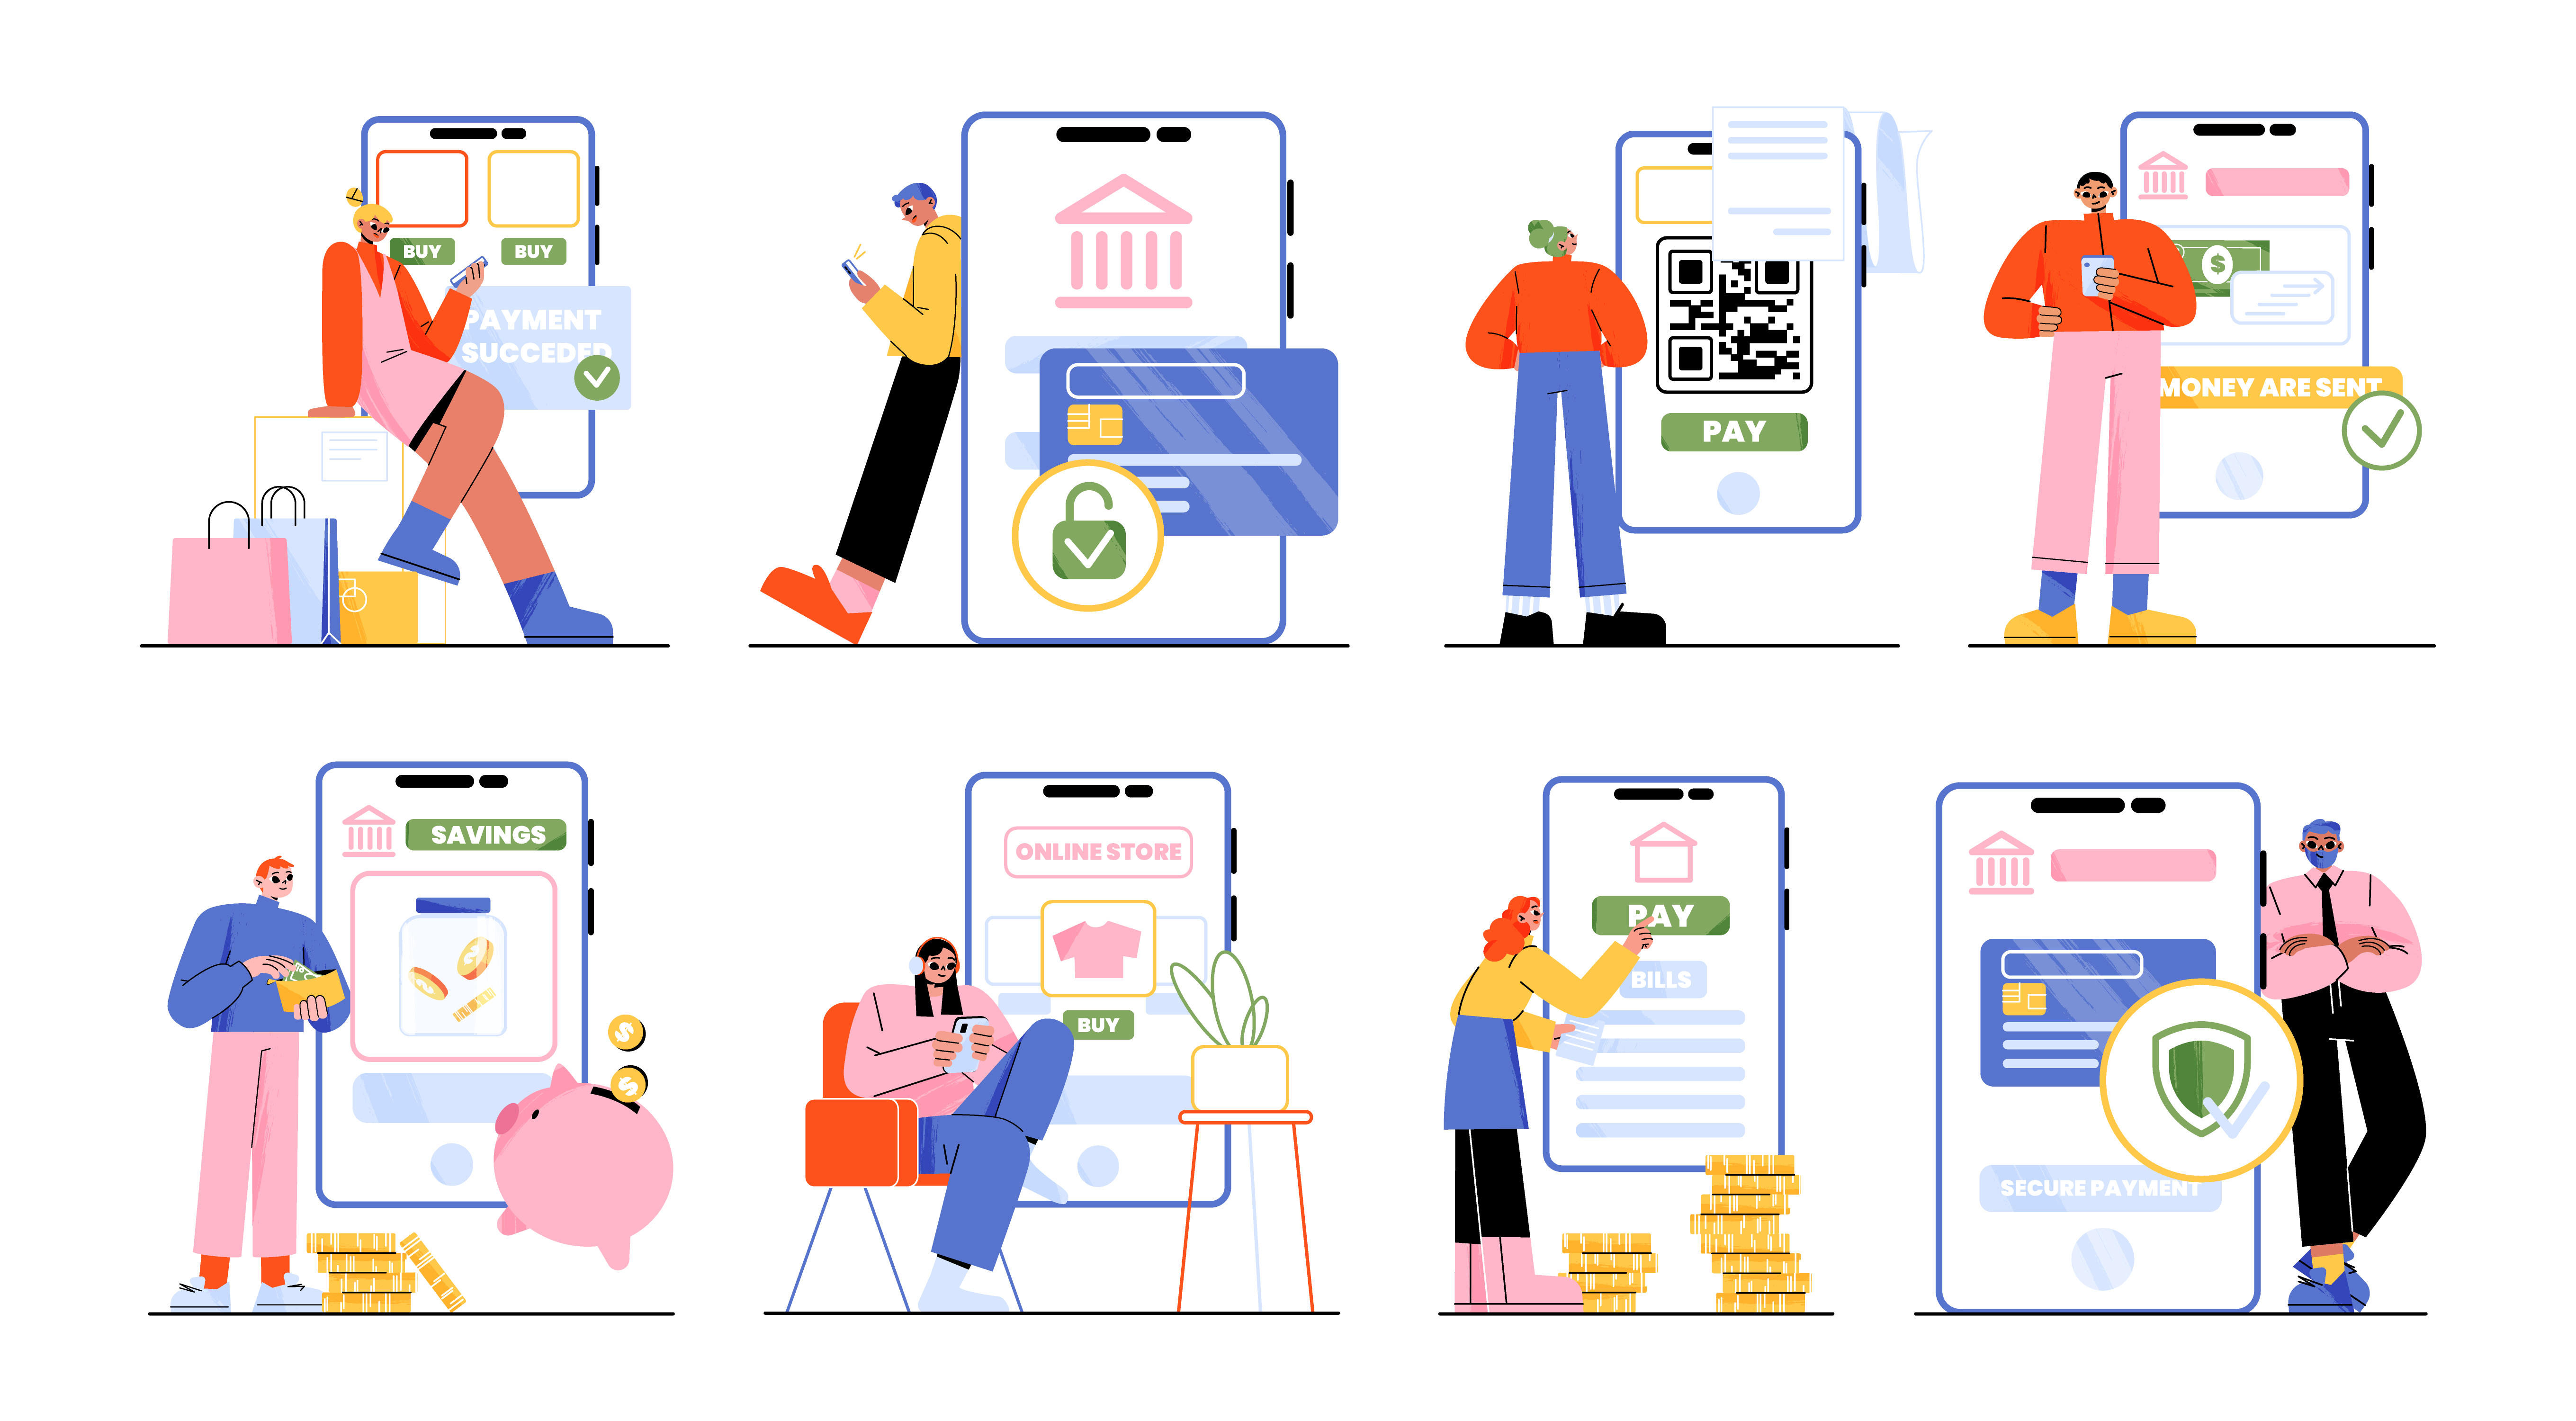 BUY
BUY
PAYMENT
SUCCEDED
PAY
$
MONEY ARE SENT
SAVINGS
$
$
ONLINE STORE
BUY
PAY
BILLS
SECURE PAYMENT